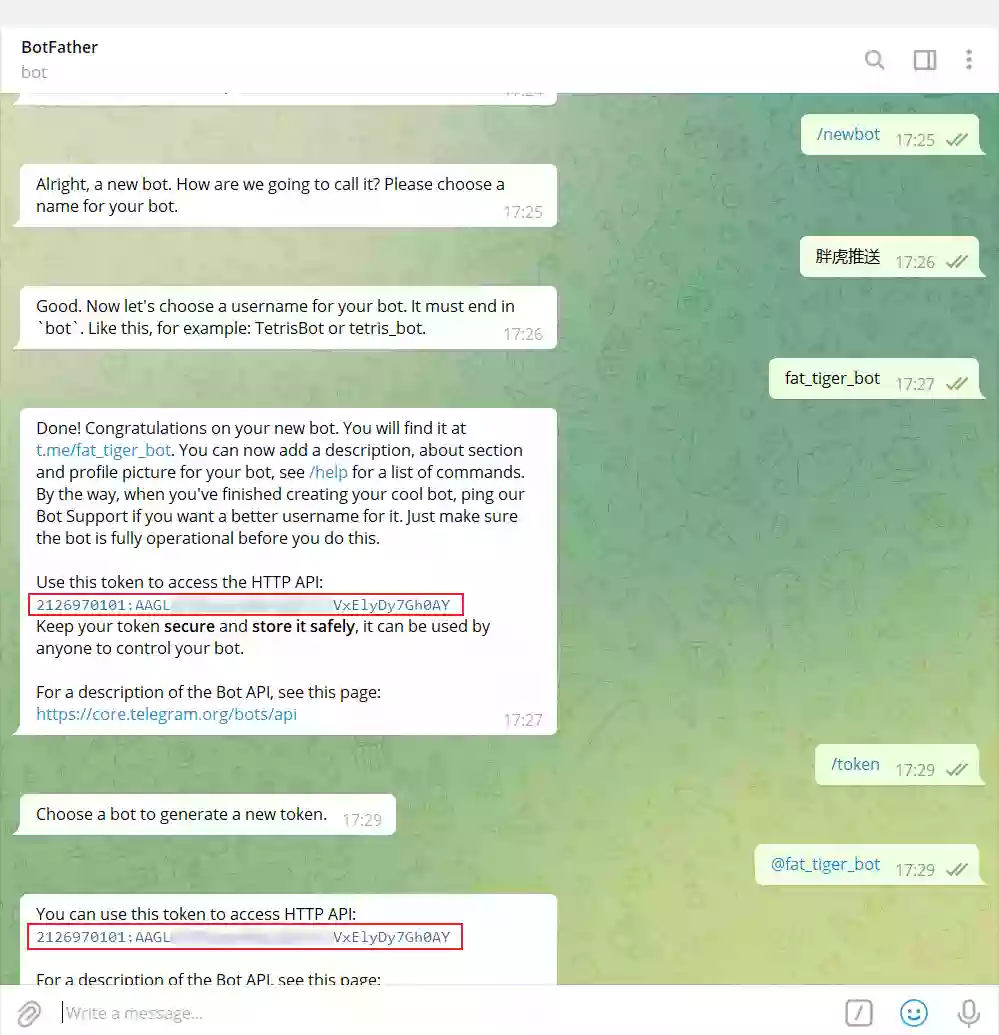 BotFather
bot
/newbot 17:25
Alright, a new bot. How are we going to call it? Please choose a
name for your bot.
17:25
胖虎推送 17:26
Good. Now let's choose a username for your bot. It must end in
`bot`. Like this, for example: TetrisBot or tetris_bot.
17:26
fat_tiger_bot 17:27
Done! Congratulations on your new bot. You will find it at
t.me/fat_tiger_bot. You can now add a description, about section
and profile picture for your bot, see /help for a list of commands.
By the way, when you've finished creating your cool bot, ping our
Bot Support if you want a better username for it. Just make sure
the bot is fully operational before you do this.
Use this token to access the HTTP API:
2126970101:AAGL VxElyDy7Gh0AY
Keep your token secure and store it safely, it can be used by
anyone to control your bot.
For a description of the Bot API, see this page:
https://core.telegram.org/bots/api
17:27
/token 17:29
Choose a bot to generate a new token. 17:29
@fat_tiger_bot 17:29
You can use this token to access HTTP API:
2126970101:AAGL VxElyDy7Gh0AY
For a description of the Bot API, see this page:
Write a message...